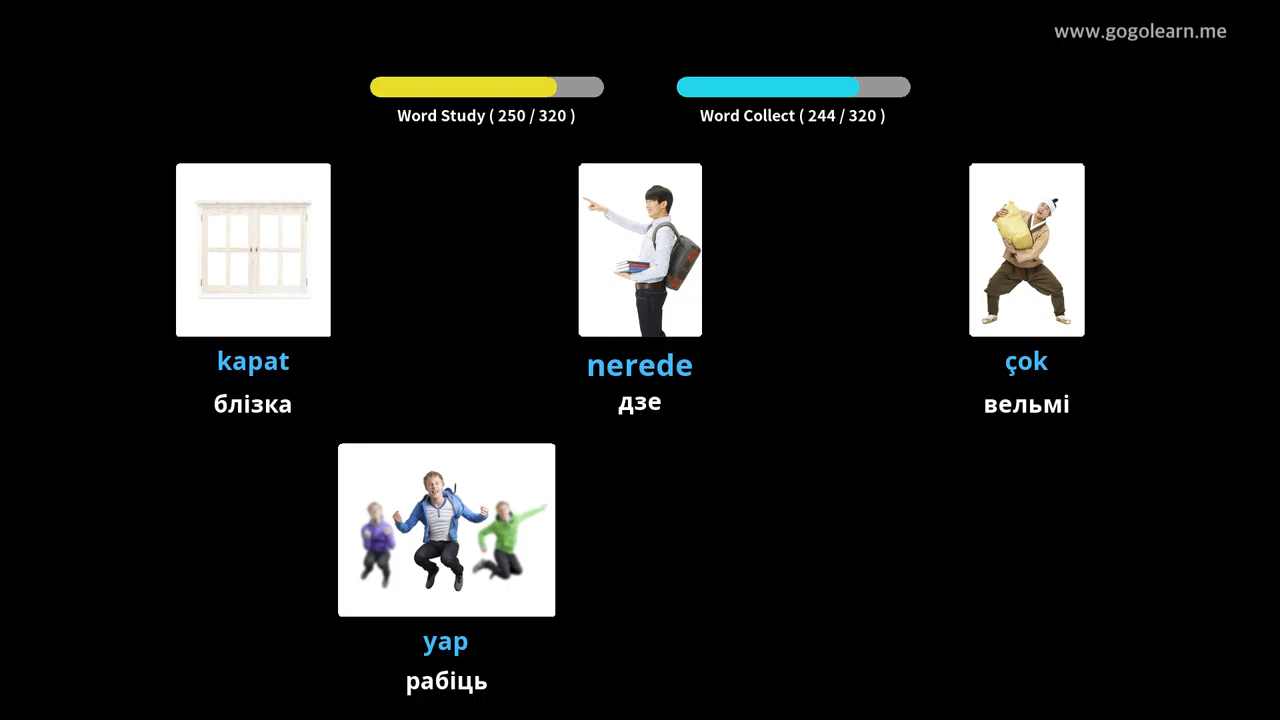 www.gogolearn.me
Word Study ( 250 / 320 )
Word Collect ( 244 / 320 )
kapat
блізка
nerede
дзе
çok
вельмі
yap
рабіць